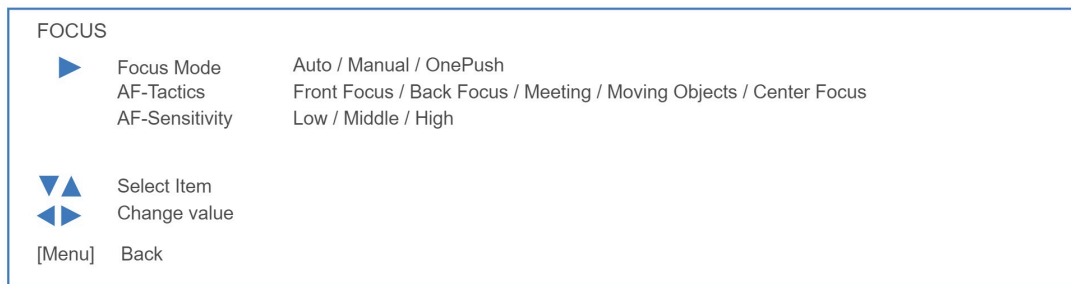 FOCUS
Focus Mode Auto / Manual / OnePush
AF-Tactics Front Focus / Back Focus / Meeting / Moving Objects / Center Focus
AF-Sensitivity Low / Middle / High
Select Item
Change value
[Menu] Back